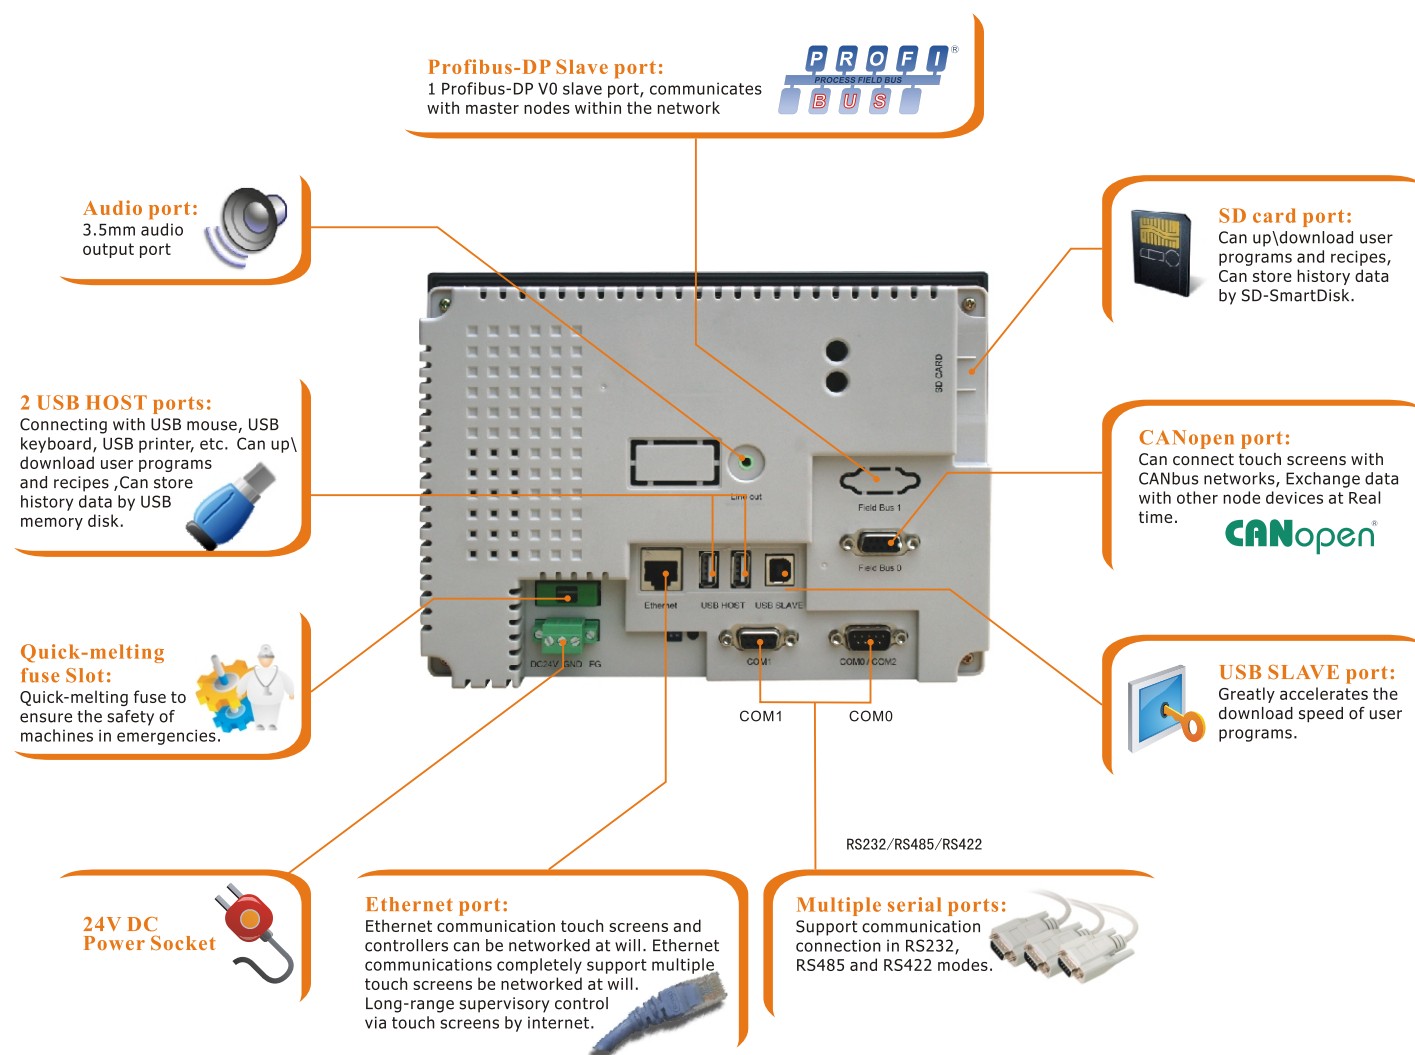 Profibus-DP Slave port:
1 Profibus-DP V0 slave port, communicates
with master nodes within the network
PROFI®
PROCESS FIELD BUS
BUS
Audio port:
3.5mm audio
output port
SD card port:
Can up\download user
programs and recipes,
Can store history data
by SD-SmartDisk.
2 USB HOST ports:
Connecting with USB mouse, USB
keyboard, USB printer, etc. Can up\
download user programs
and recipes ,Can store
history data by USB
memory disk.
CANopen port:
Can connect touch screens with
CANbus networks, Exchange data
with other node devices at Real
time.
CANopen®
SD CARD
Line out
Field Bus 1
Field Bus 0
Ethernet
USB HOST
USB SLAVE
DC24V GND FG
COM1
COM0 / COM2
COM1
COM0
Quick-melting
fuse Slot:
Quick-melting fuse to
ensure the safety of
machines in emergencies.
USB SLAVE port:
Greatly accelerates the
download speed of user
programs.
RS232/RS485/RS422
24V DC
Power Socket
Ethernet port:
Ethernet communication touch screens and
controllers can be networked at will. Ethernet
communications completely support multiple
touch screens be networked at will.
Long-range supervisory control
via touch screens by internet.
Multiple serial ports:
Support communication
connection in RS232,
RS485 and RS422 modes.